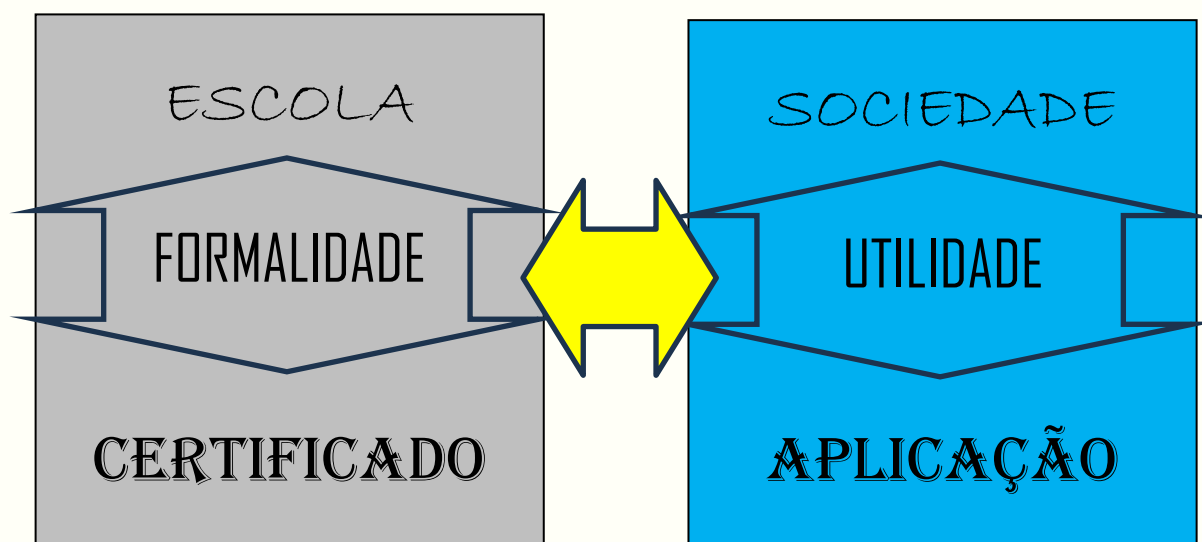 ESCOLA
FORMALIDADE
CERTIFICADO
SOCIEDADE
UTILIDADE
APLICAÇÃO